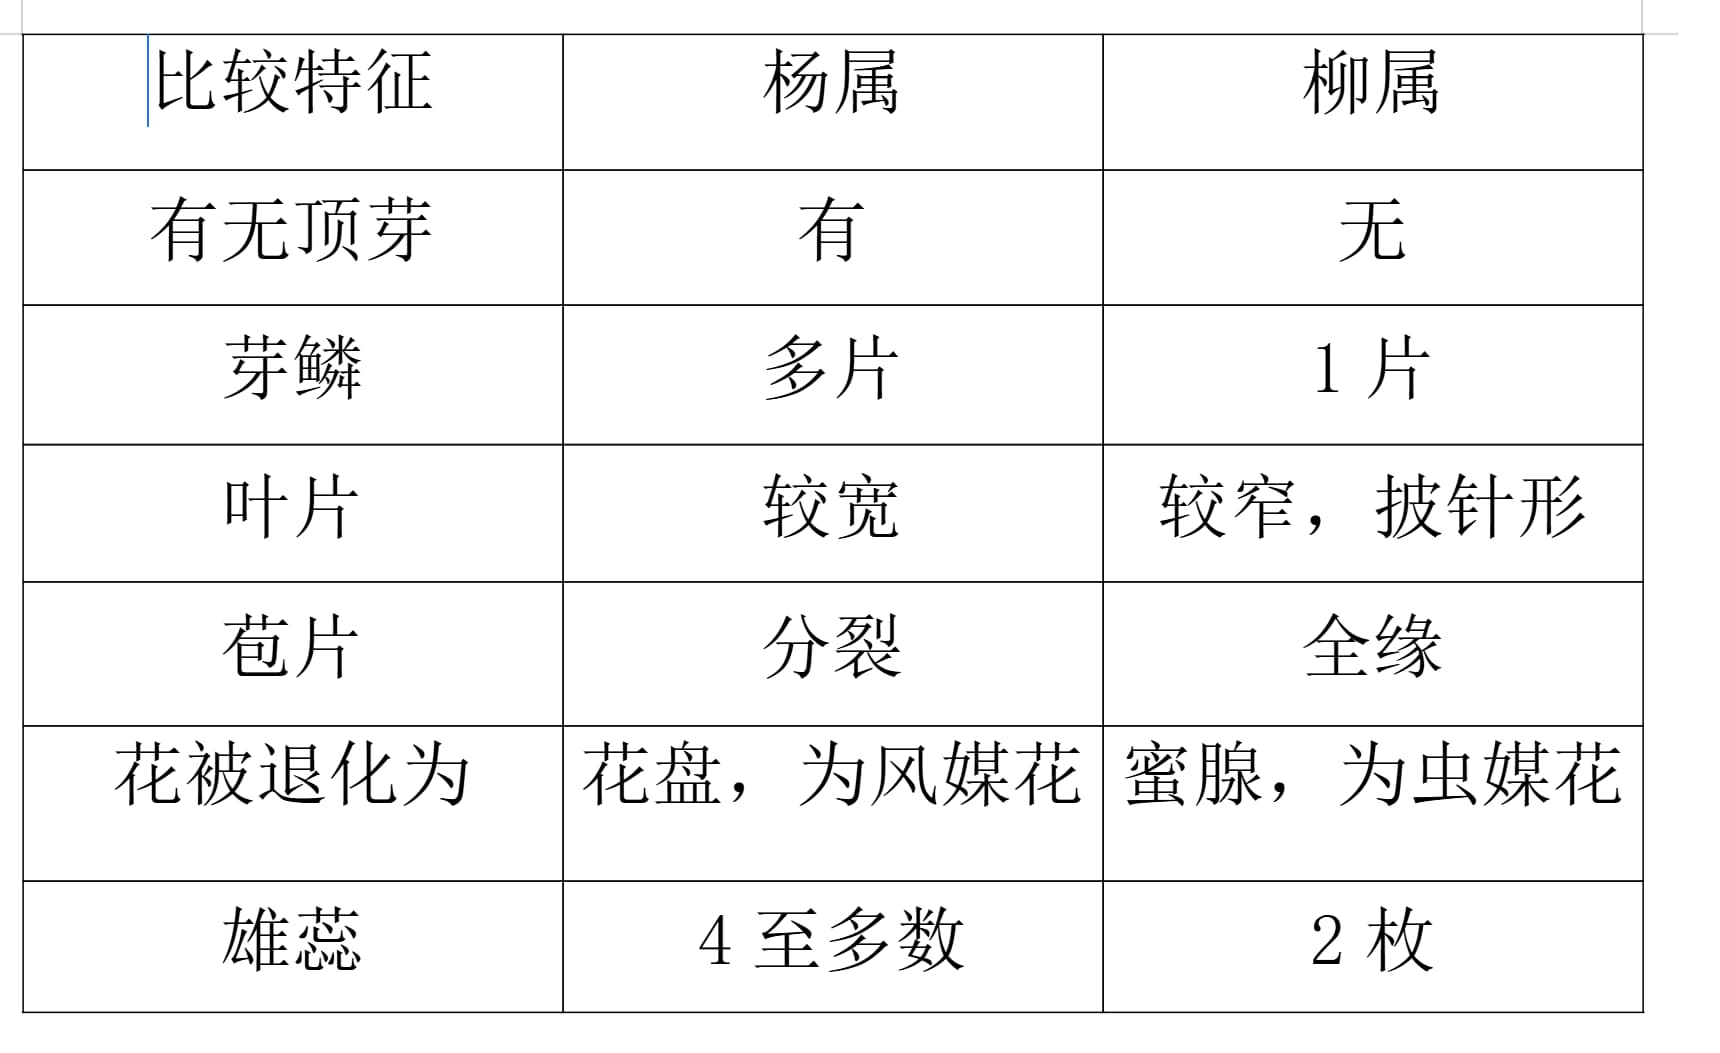 比较特征 杨属 柳属
有无顶芽 有 无
芽鳞 多片 1 片
叶片 较宽 较窄，披针形
苞片 分裂 全缘
花被退化为 花盘，为风媒花 蜜腺，为虫媒花
雄蕊 4 至多数 2 枚